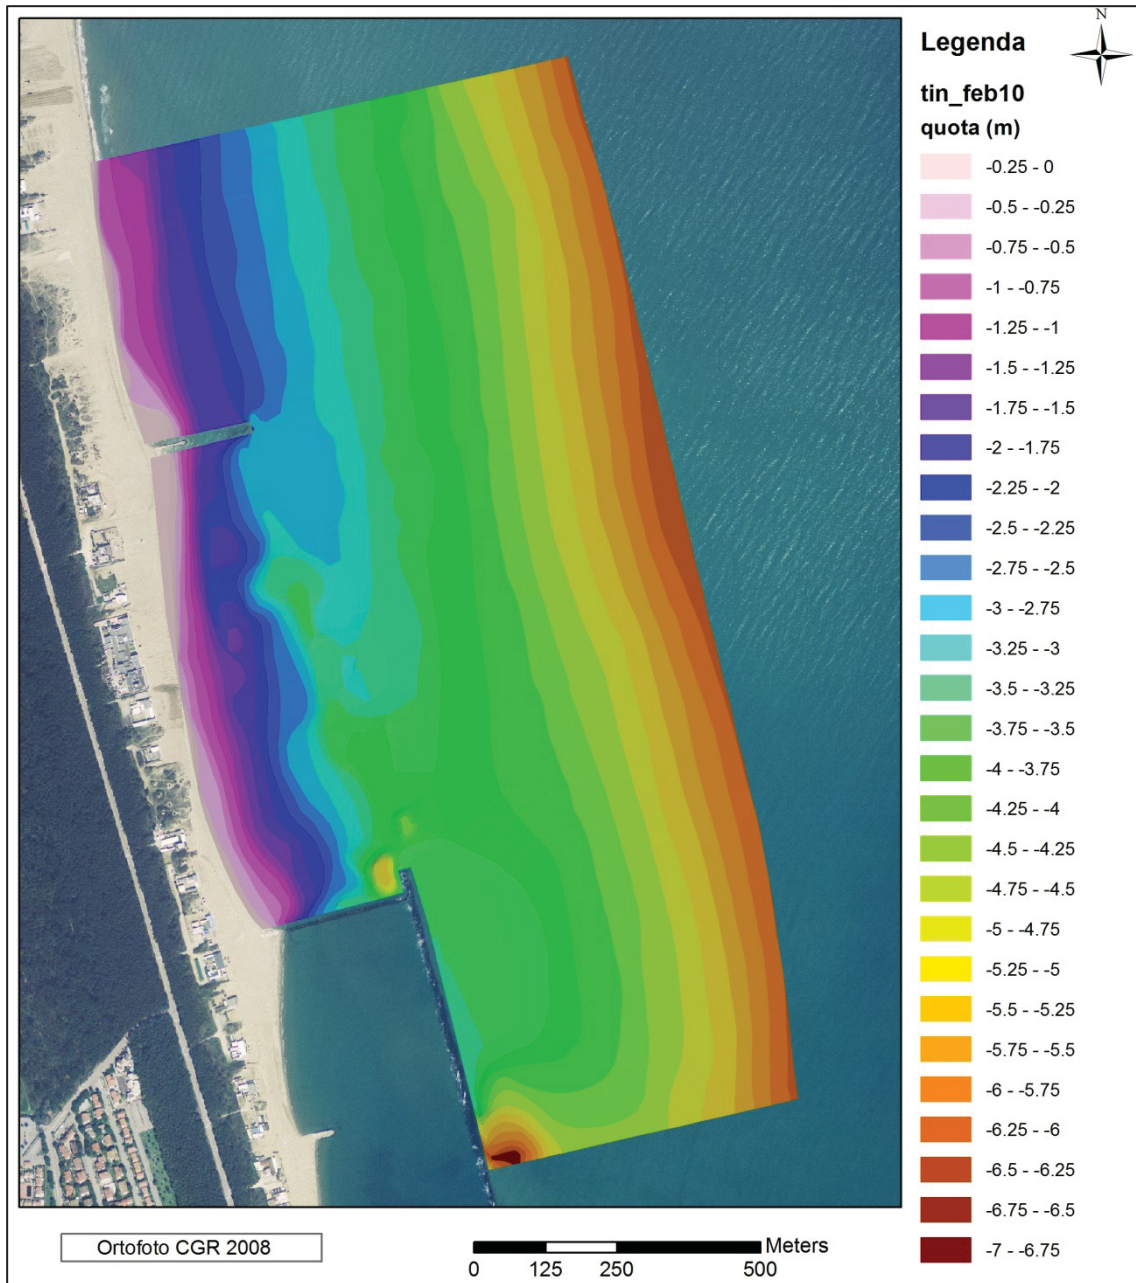 N
Legenda
tin_feb10
quota (m)
-0.25 - 0
-0.5 - -0.25
-0.75 - -0.5
-1 - -0.75
-1.25 - -1
-1.5 - -1.25
-1.75 - -1.5
-2 - -1.75
-2.25 - -2
-2.5 - -2.25
-2.75 - -2.5
-3 - -2.75
-3.25 - -3
-3.5 - -3.25
-3.75 - -3.5
-4 - -3.75
-4.25 - -4
-4.5 - -4.25
-4.75 - -4.5
-5 - -4.75
-5.25 - -5
-5.5 - -5.25
-5.75 - -5.5
-6 - -5.75
-6.25 - -6
-6.5 - -6.25
-6.75 - -6.5
-7 - -6.75
Ortofoto CGR 2008
Meters
0 125 250 500